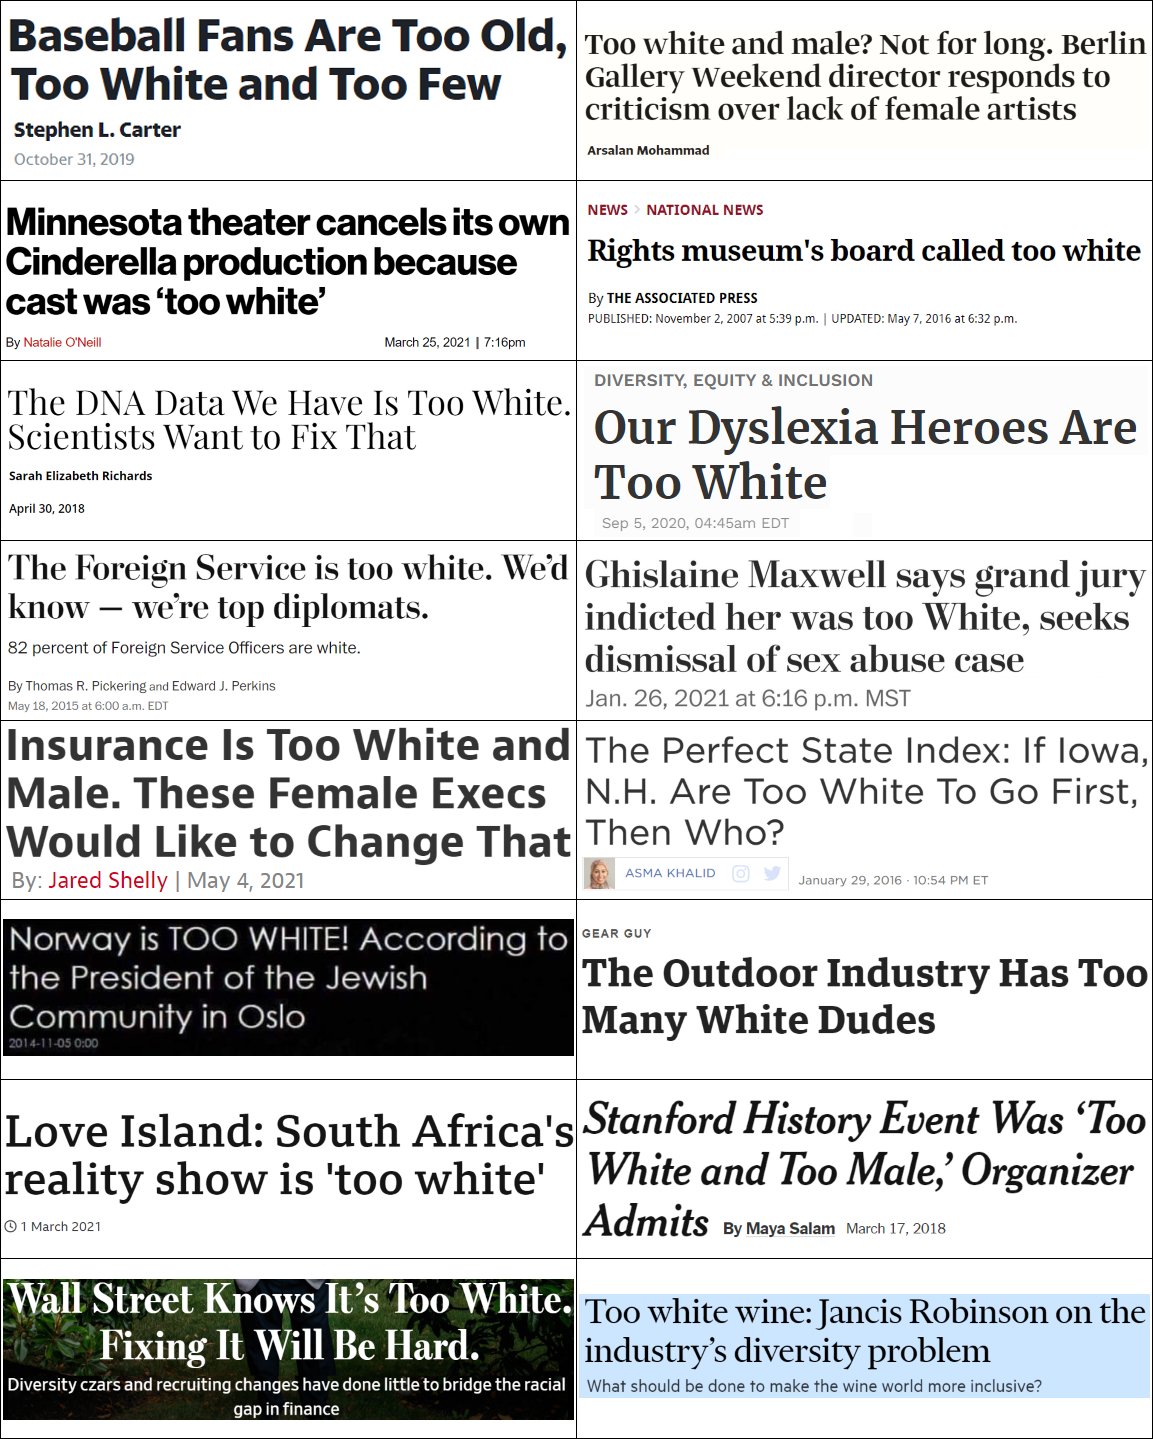 Baseball Fans Are Too Old,
Too White and Too Few
Stephen L. Carter
October 31, 2019
Too white and male? Not for long. Berlin
Gallery Weekend director responds to
criticism over lack of female artists
Arsalan Mohammad
Minnesota theater cancels its own
Cinderella production because
cast was ‘too white’
By Natalie O'Neill March 25, 2021 | 7:16pm
NEWS > NATIONAL NEWS
Rights museum's board called too white
By THE ASSOCIATED PRESS
PUBLISHED: November 2, 2007 at 5:39 p.m. | UPDATED: May 7, 2016 at 6:32 p.m.
The DNA Data We Have Is Too White.
Scientists Want to Fix That
Sarah Elizabeth Richards
April 30, 2018
DIVERSITY, EQUITY & INCLUSION
Our Dyslexia Heroes Are
Too White
Sep 5, 2020, 04:45am EDT
The Foreign Service is too white. We’d
know — we’re top diplomats.
82 percent of Foreign Service Officers are white.
By Thomas R. Pickering and Edward J. Perkins
May 18, 2015 at 6:00 a.m. EDT
Ghislaine Maxwell says grand jury
indicted her was too White, seeks
dismissal of sex abuse case
Jan. 26, 2021 at 6:16 p.m. MST
Insurance Is Too White and
Male. These Female Execs
Would Like to Change That
By: Jared Shelly | May 4, 2021
The Perfect State Index: If Iowa,
N.H. Are Too White To Go First,
Then Who?
ASMA KHALID January 29, 2016 · 10:54 PM ET
Norway is TOO WHITE! According to
the President of the Jewish
Community in Oslo
2014-11-05 0:00
GEAR GUY
The Outdoor Industry Has Too
Many White Dudes
Love Island: South Africa's
reality show is 'too white'
1 March 2021
Stanford History Event Was ‘Too
White and Too Male,’ Organizer
Admits By Maya Salam March 17, 2018
Wall Street Knows It’s Too White.
Fixing It Will Be Hard.
Diversity czars and recruiting changes have done little to bridge the racial
gap in finance
Too white wine: Jancis Robinson on the
industry’s diversity problem
What should be done to make the wine world more inclusive?